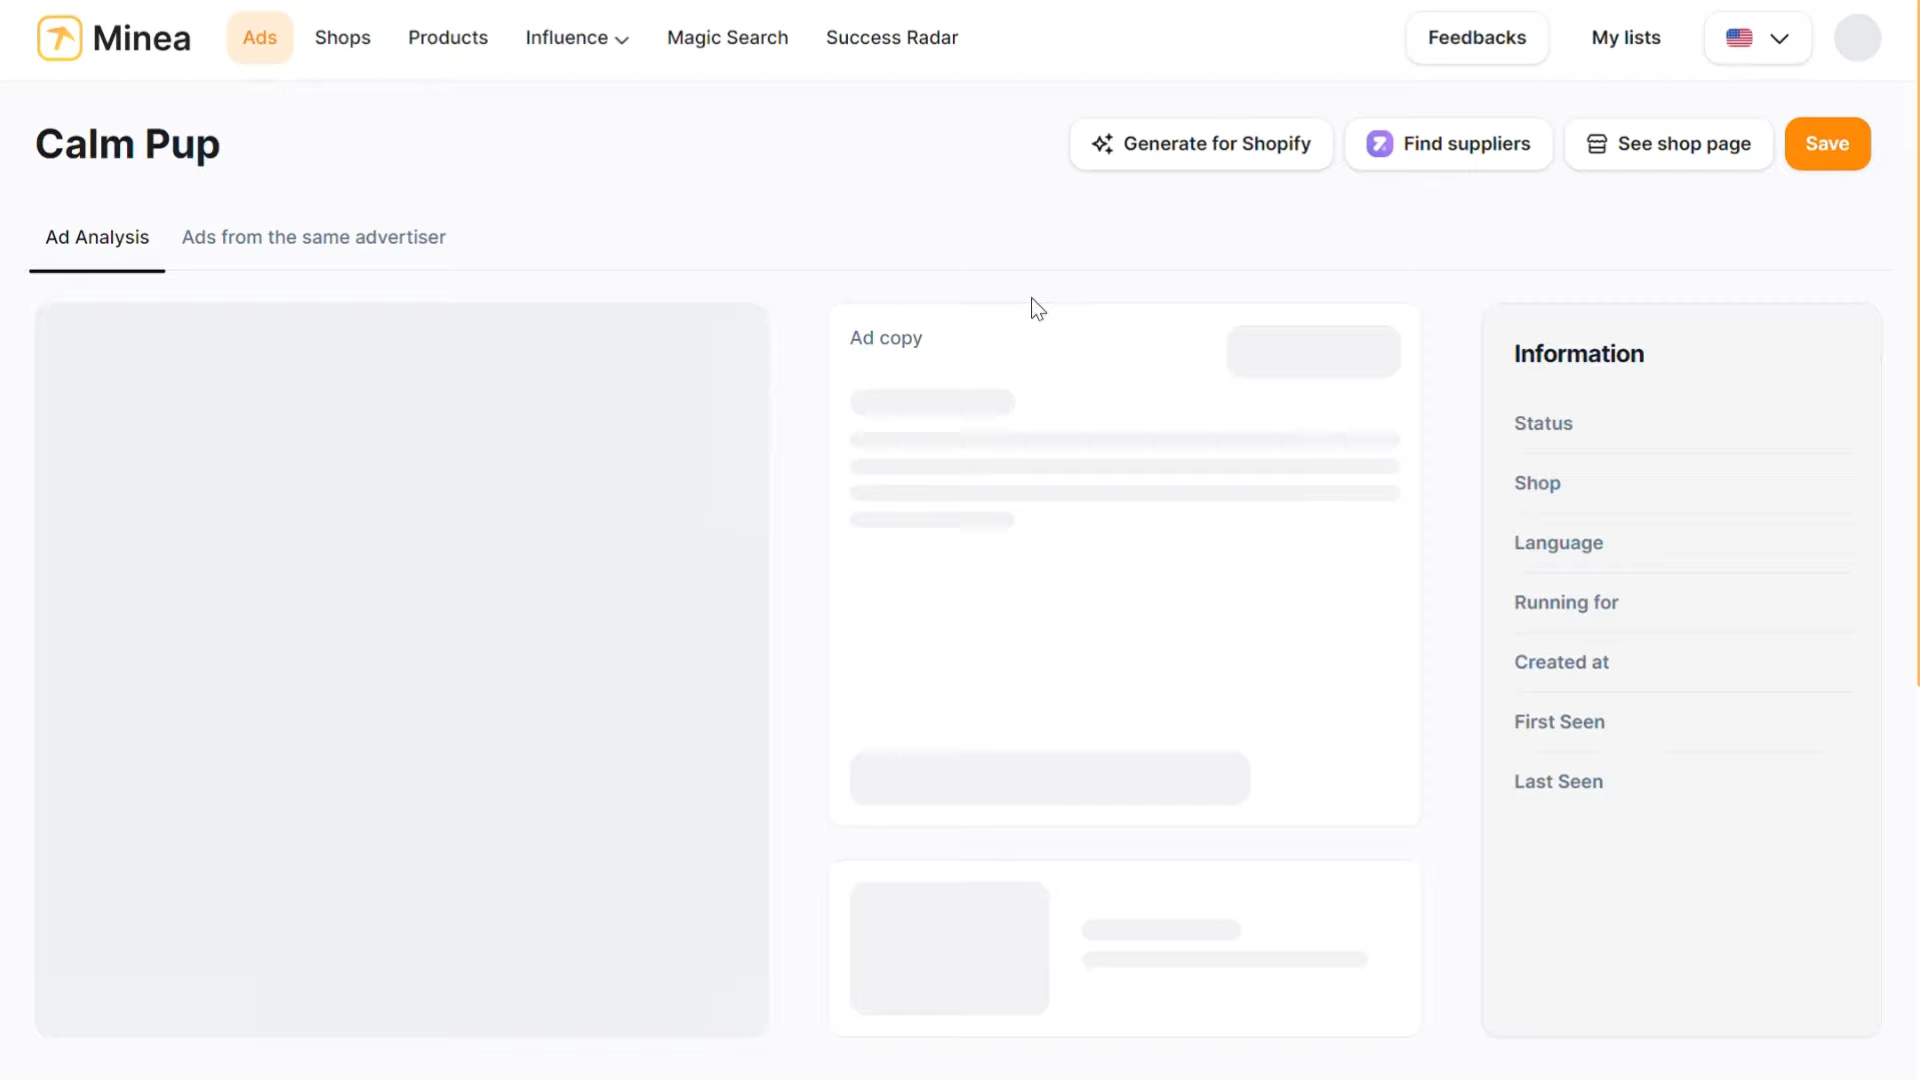 Minea
Ads
Shops
Products
Influence
Magic Search
Success Radar
Feedbacks
My lists
Calm Pup
Generate for Shopify
Find suppliers
See shop page
Save
Ad Analysis
Ads from the same advertiser
Ad copy
Information
Status
Shop
Language
Running for
Created at
First Seen
Last Seen